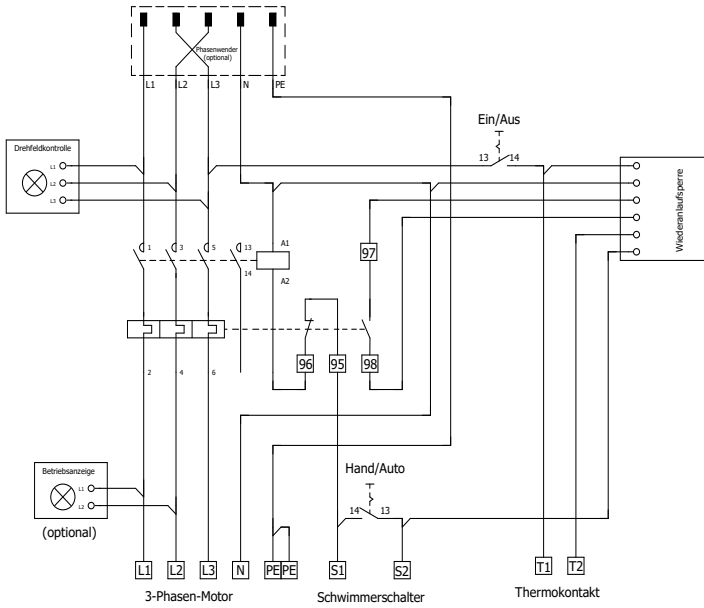 Phasenwender
(optional)
L1 L2 L3 N PE
Ein/Aus
13 14
Drehfeldkontrolle
L1
L2
L3
Wiederanlaufsperre
1 3 5 13
14
A1
A2
97
96 95 98
2 4 6
Betriebsanzeige
L1
L2
(optional)
Hand/Auto
14 13
L1 L2 L3 N PE PE S1 S2 T1 T2
3-Phasen-Motor
Schwimmerschalter
Thermokontakt